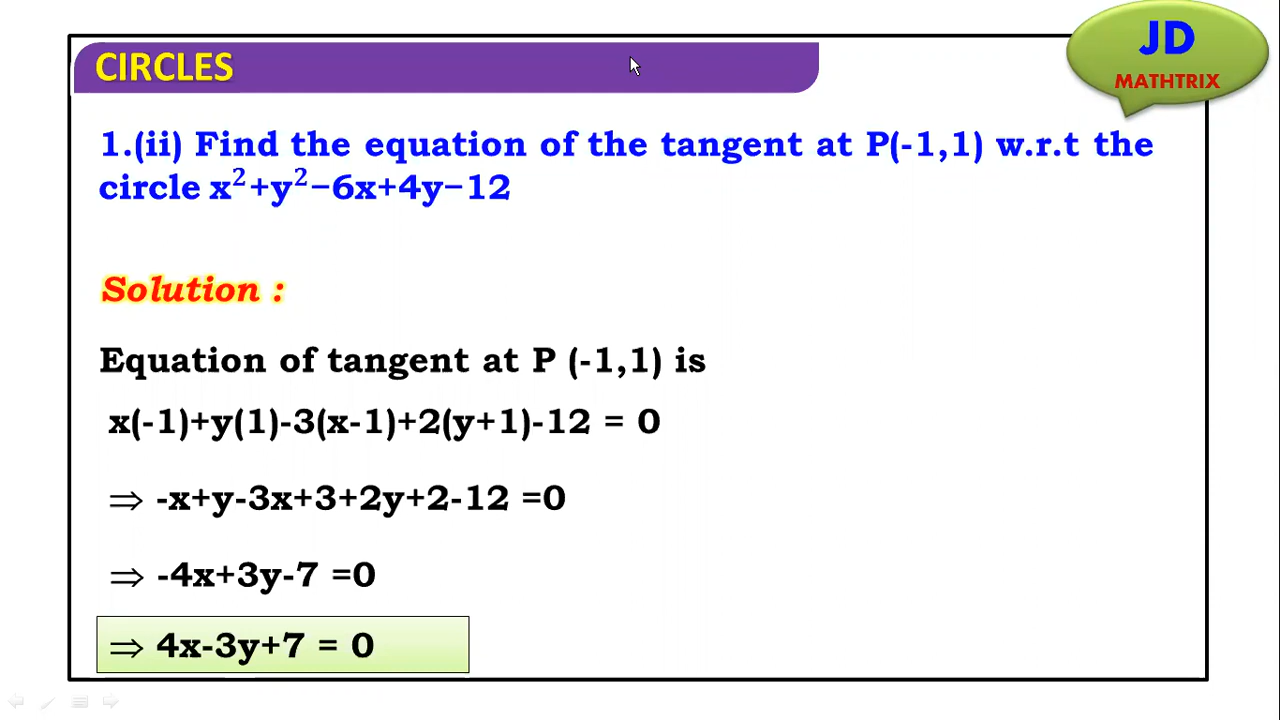 CIRCLES
JD
MATHTRIX
1.(ii) Find the equation of the tangent at P(-1,1) w.r.t the
circle x²+y²−6x+4y−12
Solution :
Equation of tangent at P (-1,1) is
x(-1)+y(1)-3(x-1)+2(y+1)-12 = 0
⇒ -x+y-3x+3+2y+2-12 =0
⇒ -4x+3y-7 =0
⇒ 4x-3y+7 = 0